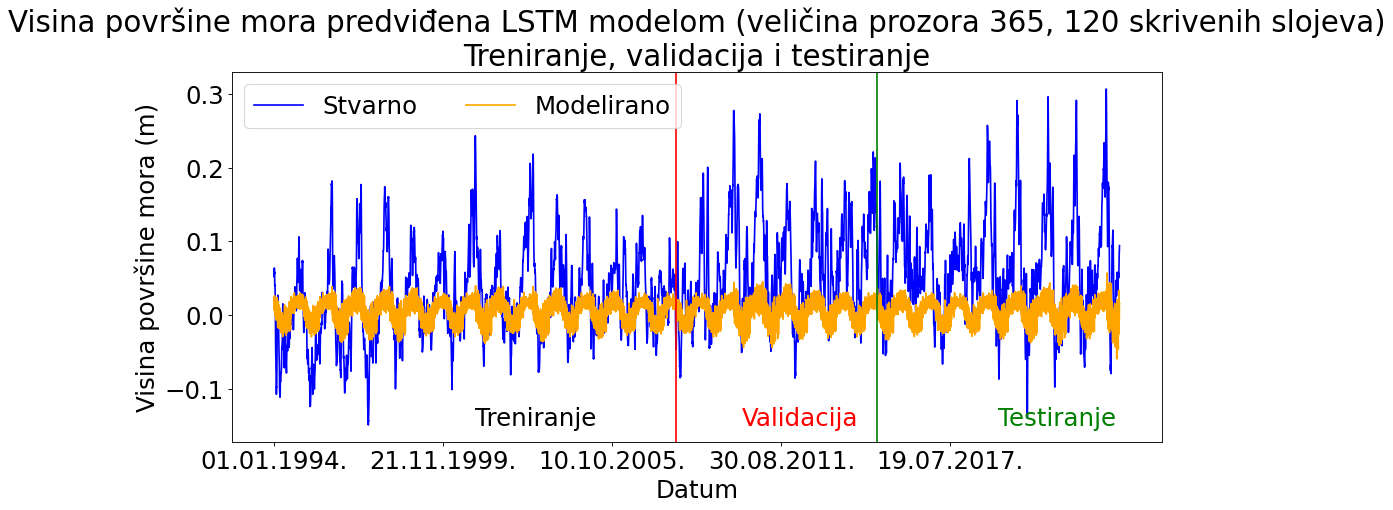 Visina površine mora predviđena LSTM modelom (veličina prozora 365, 120 skrivenih slojeva)
Treniranje, validacija i testiranje
Stvarno
Modelirano
Visina površine mora (m)
0.3
0.2
0.1
0.0
−0.1
Treniranje
Validacija
Testiranje
01.01.1994.
21.11.1999.
10.10.2005.
30.08.2011.
19.07.2017.
Datum